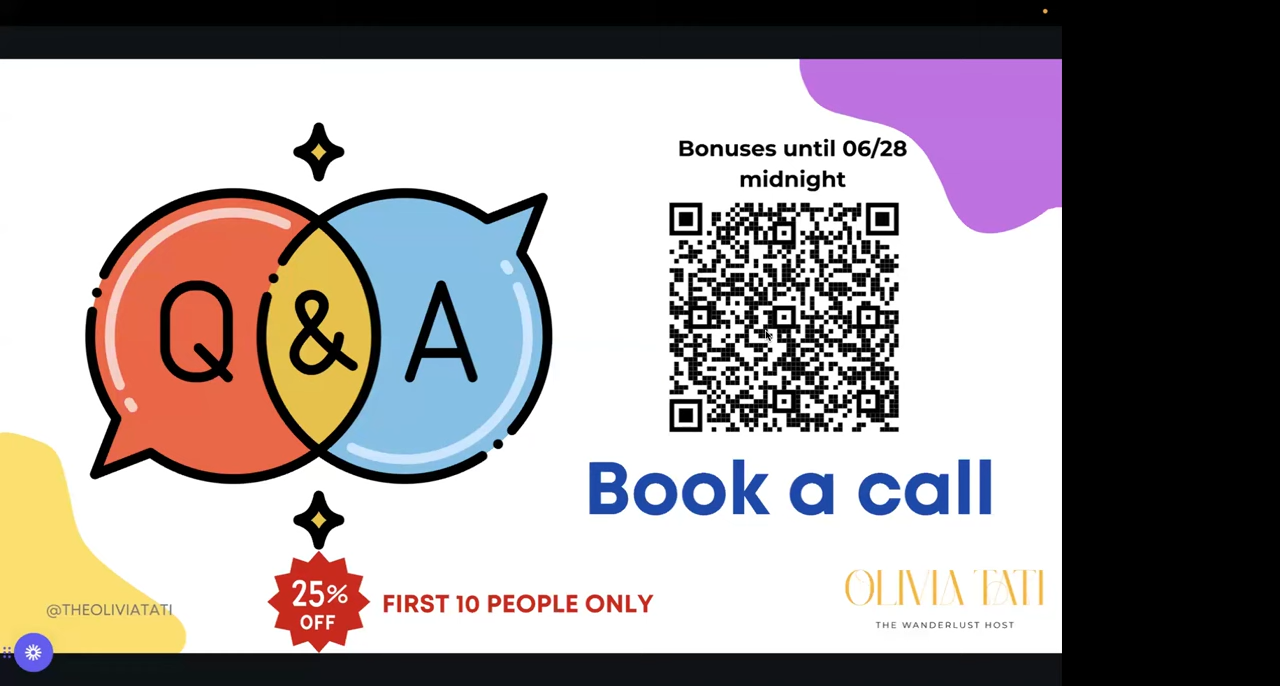 Bonuses until 06/28
midnight
Q & A
Book a call
25%
OFF
FIRST 10 PEOPLE ONLY
@THEOLIVIATATI
OLIVIA TATI
THE WANDERLUST HOST